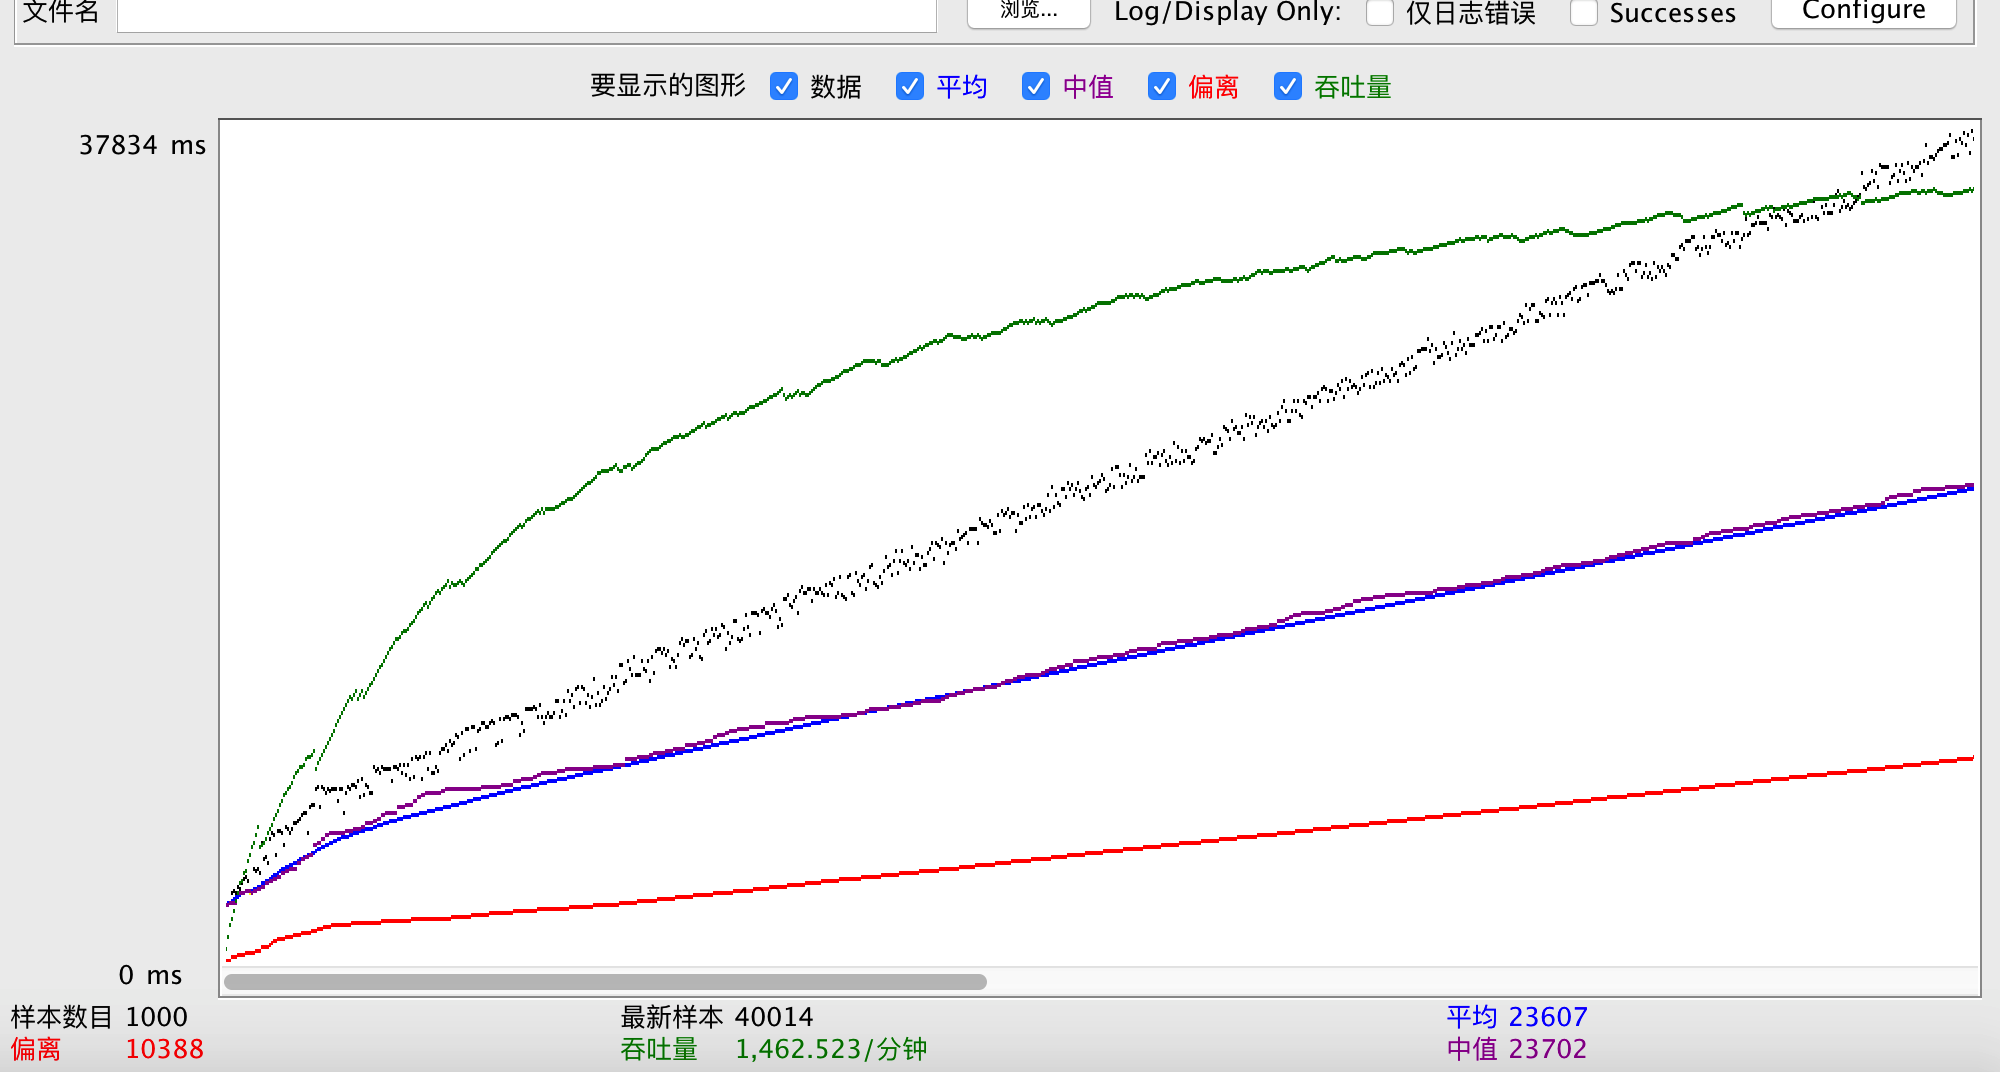 文件名 浏览... Log/Display Only: 仅日志错误 Successes Configure
要显示的图形 数据 平均 中值 偏离 吞吐量
37834 ms
0 ms
样本数目 1000 最新样本 40014 平均 23607
偏离 10388 吞吐量 1,462.523/分钟 中值 23702